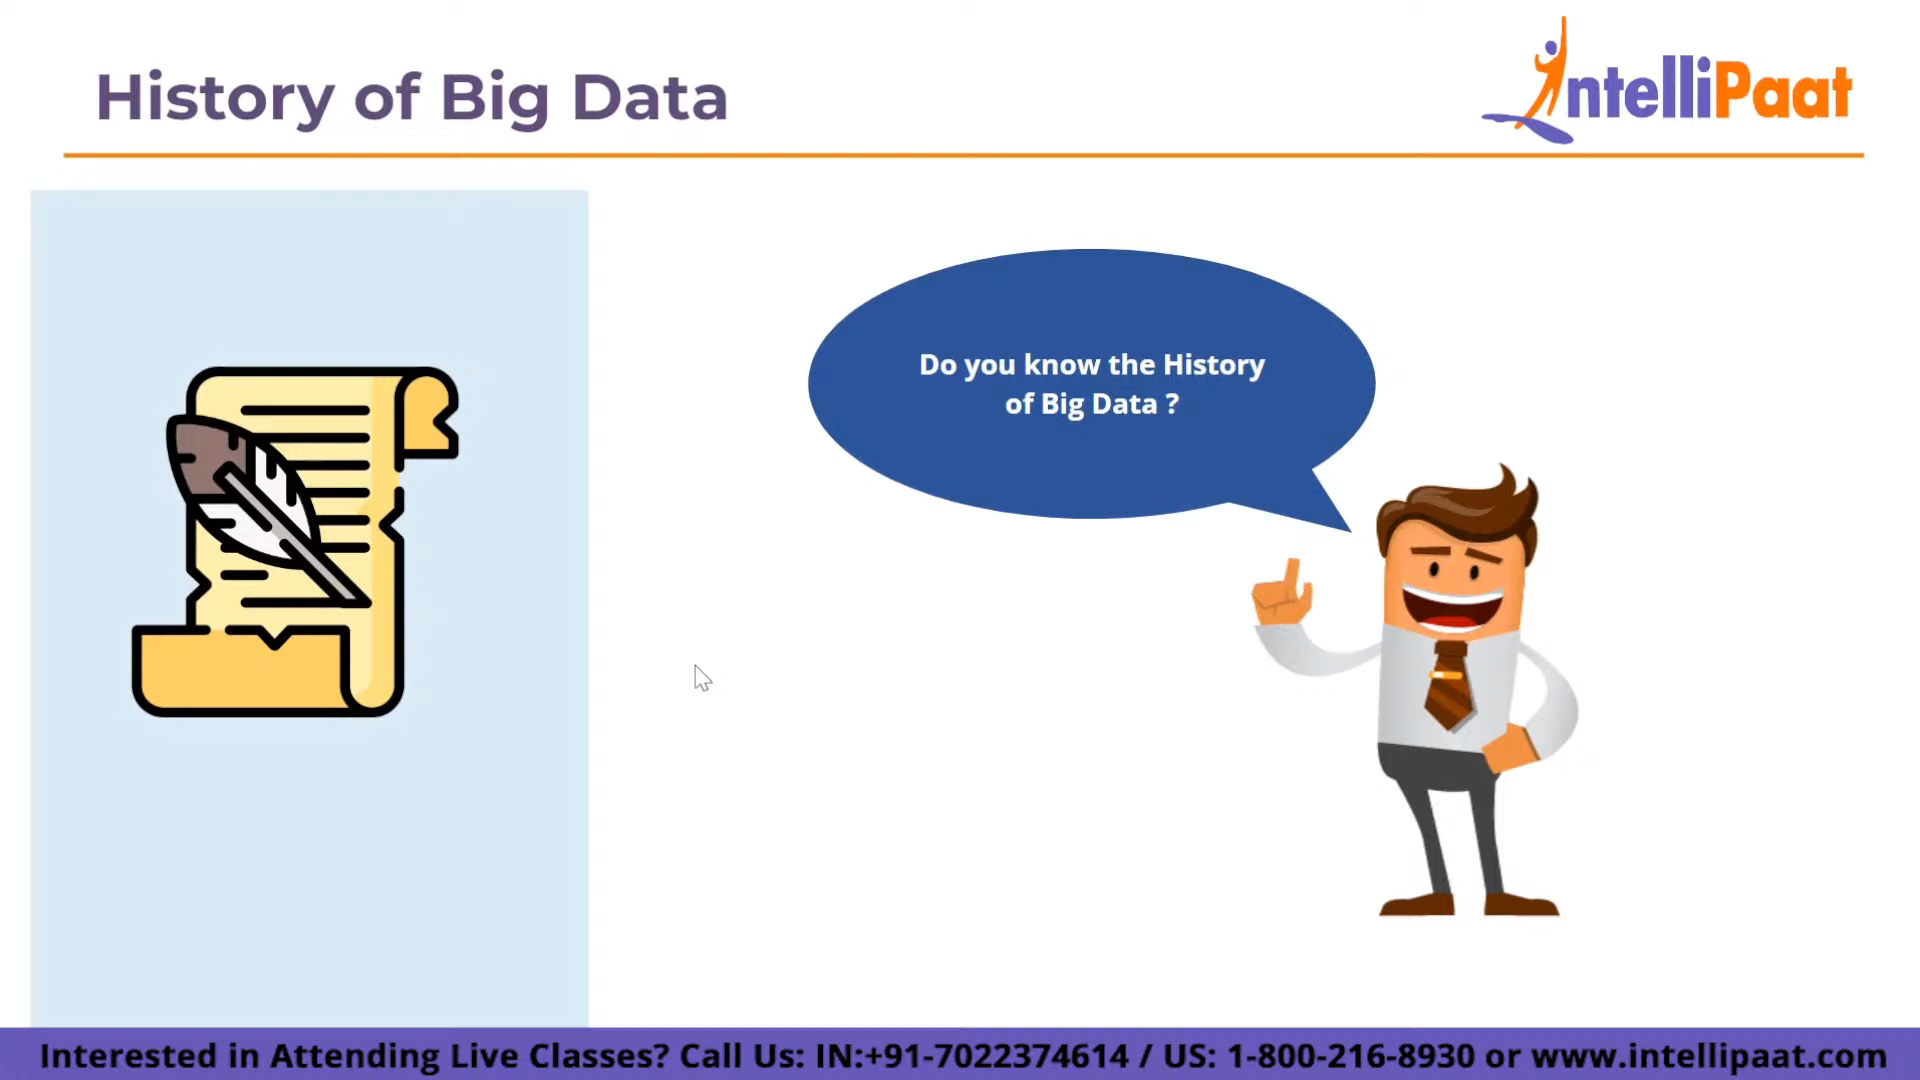 History of Big Data
IntelliPaat
Do you know the History
of Big Data ?
Interested in Attending Live Classes? Call Us: IN:+91-7022374614 / US: 1-800-216-8930 or www.intellipaat.com